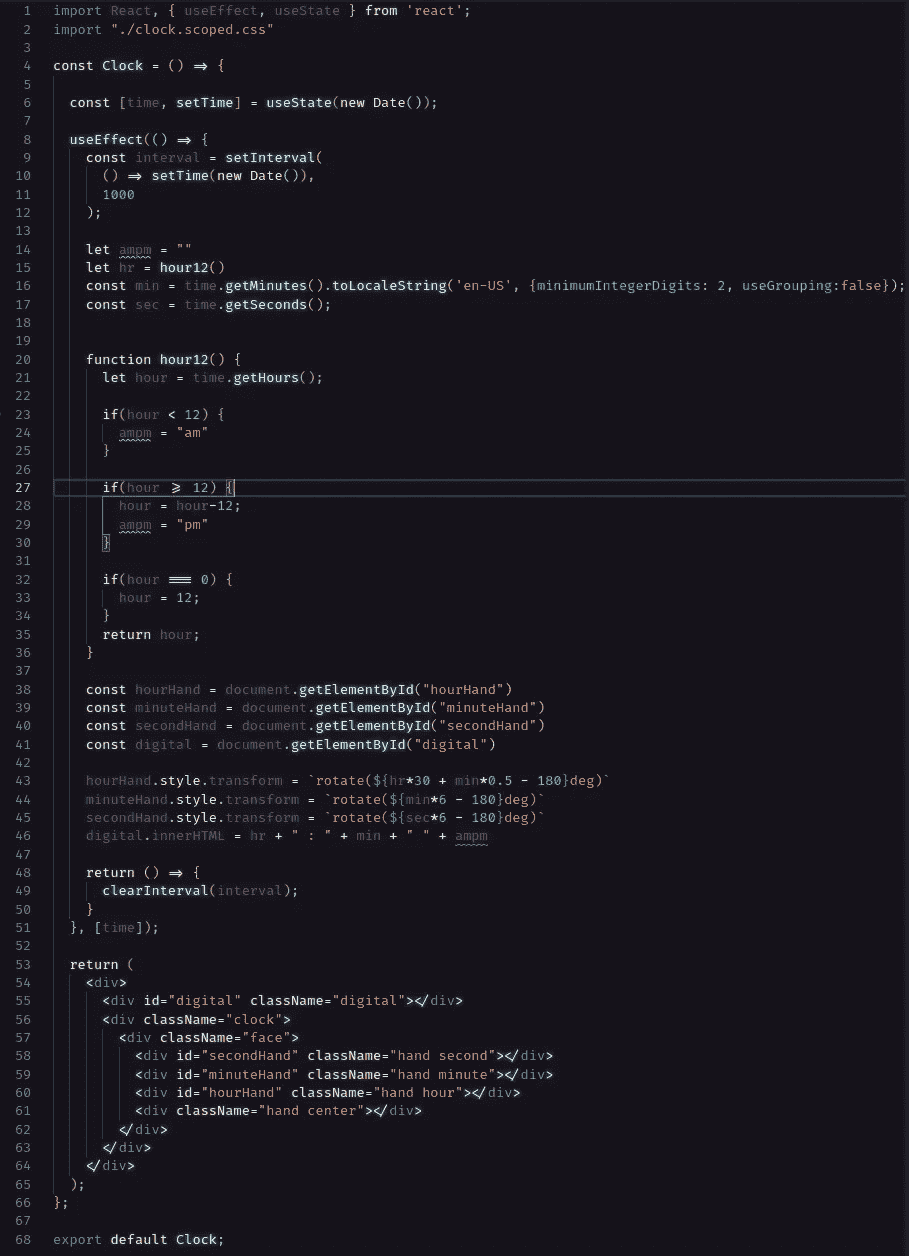 1 import React, { useEffect, useState } from 'react';
2 import "./clock.scoped.css"
3
4 const Clock = () => {
5
6 const [time, setTime] = useState(new Date());
7
8 useEffect(() => {
9 const interval = setInterval(
10 () => setTime(new Date()),
11 1000
12 );
13
14 let ampm = ""
15 let hr = hour12()
16 const min = time.getMinutes().toLocaleString('en-US', {minimumIntegerDigits: 2, useGrouping:false});
17 const sec = time.getSeconds();
18
19
20 function hour12() {
21 let hour = time.getHours();
22
23 if(hour < 12) {
24 ampm = "am"
25 }
26
27 if(hour >= 12) {
28 hour = hour-12;
29 ampm = "pm"
30 }
31
32 if(hour === 0) {
33 hour = 12;
34 }
35 return hour;
36 }
37
38 const hourHand = document.getElementById("hourHand")
39 const minuteHand = document.getElementById("minuteHand")
40 const secondHand = document.getElementById("secondHand")
41 const digital = document.getElementById("digital")
42
43 hourHand.style.transform = `rotate(${hr*30 + min*0.5 - 180}deg)`
44 minuteHand.style.transform = `rotate(${min*6 - 180}deg)`
45 secondHand.style.transform = `rotate(${sec*6 - 180}deg)`
46 digital.innerHTML = hr + " : " + min + " " + ampm
47
48 return () => {
49 clearInterval(interval);
50 }
51 }, [time]);
52
53 return (
54 <div>
55 <div id="digital" className="digital"></div>
56 <div className="clock">
57 <div className="face">
58 <div id="secondHand" className="hand second"></div>
59 <div id="minuteHand" className="hand minute"></div>
60 <div id="hourHand" className="hand hour"></div>
61 <div className="hand center"></div>
62 </div>
63 </div>
64 </div>
65 );
66 };
67
68 export default Clock;